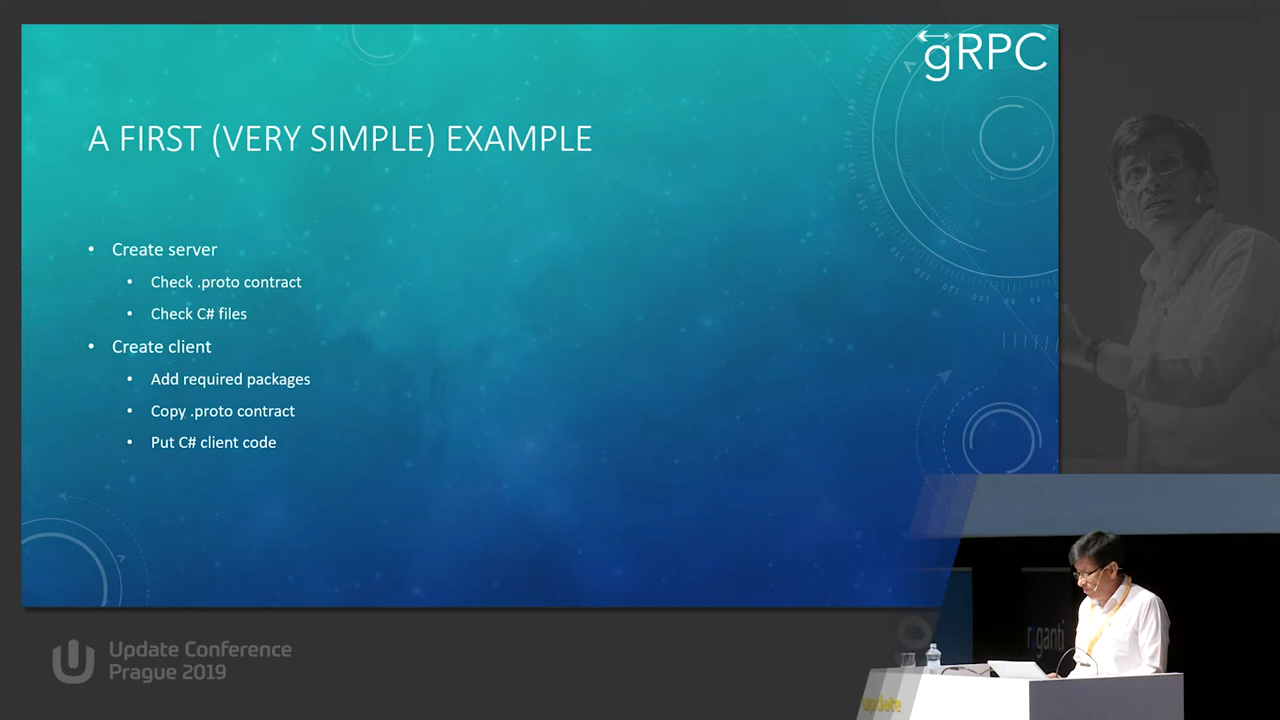 gRPC
A FIRST (VERY SIMPLE) EXAMPLE
• Create server
• Check .proto contract
• Check C# files
• Create client
• Add required packages
• Copy .proto contract
• Put C# client code
Update Conference
Prague 2019
update